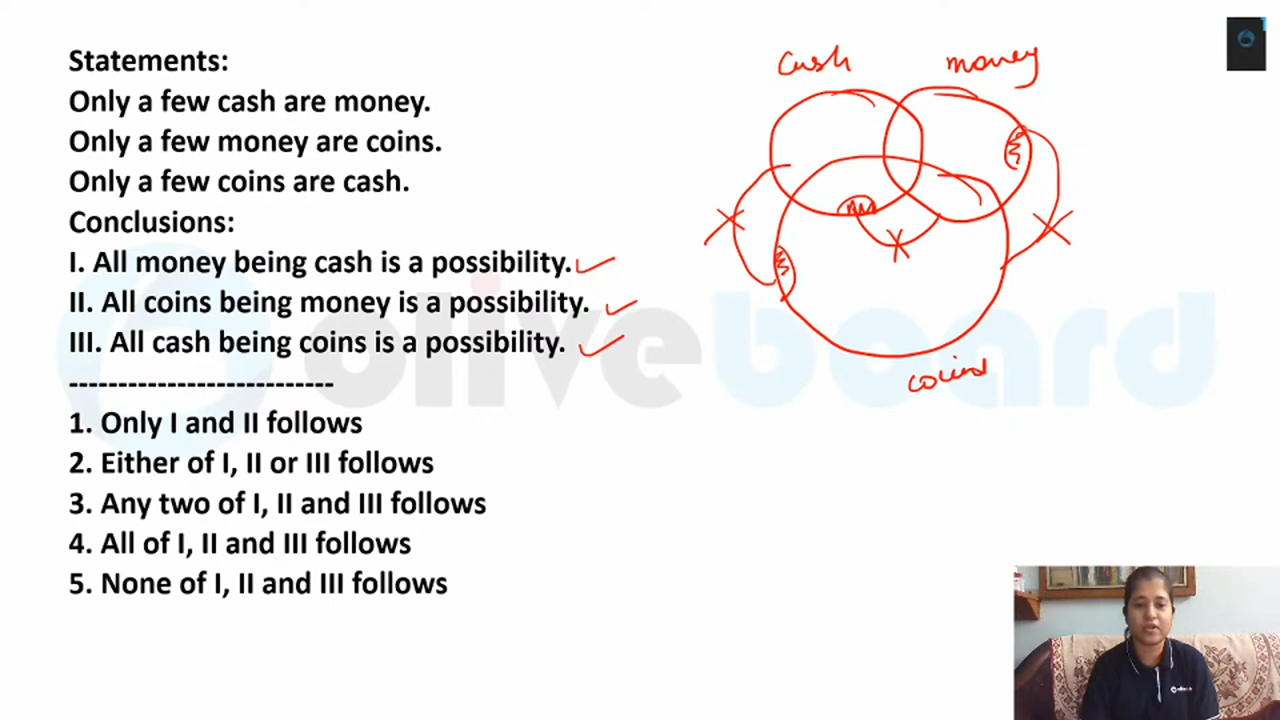 Statements:
Only a few cash are money.
Only a few money are coins.
Only a few coins are cash.
Conclusions:
I. All money being cash is a possibility.
II. All coins being money is a possibility.
III. All cash being coins is a possibility.
---------------------------
1. Only I and II follows
2. Either of I, II or III follows
3. Any two of I, II and III follows
4. All of I, II and III follows
5. None of I, II and III follows
cash
money
coins
oliveboard